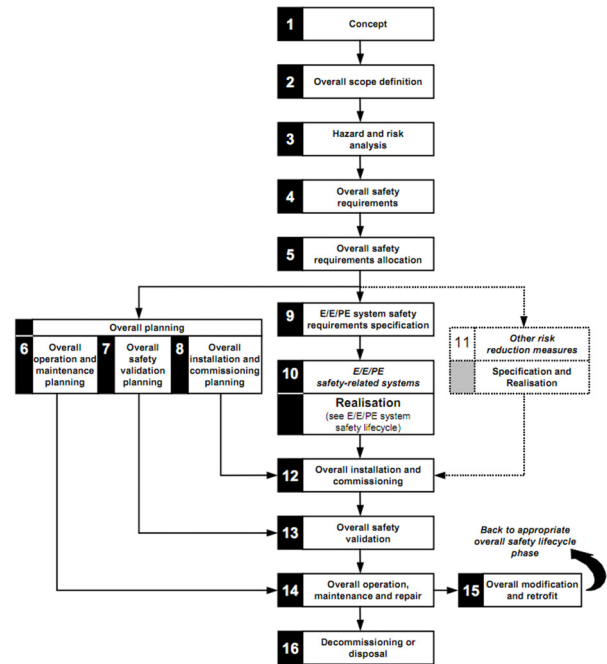 1
Concept
2
Overall scope definition
3
Hazard and risk
analysis
4
Overall safety
requirements
5
Overall safety
requirements allocation
Overall planning
6
Overall
operation and
maintenance
planning
7
Overall
safety
validation
planning
8
Overall
installation and
commissioning
planning
9
E/E/PE system safety
requirements specification
10
E/E/PE
safety-related systems
Realisation
(see E/E/PE system
safety lifecycle)
11
Other risk
reduction measures
Specification and
Realisation
12
Overall installation and
commissioning
13
Overall safety
validation
Back to appropriate
overall safety lifecycle
phase
14
Overall operation,
maintenance and repair
15
Overall modification
and retrofit
16
Decommissioning or
disposal